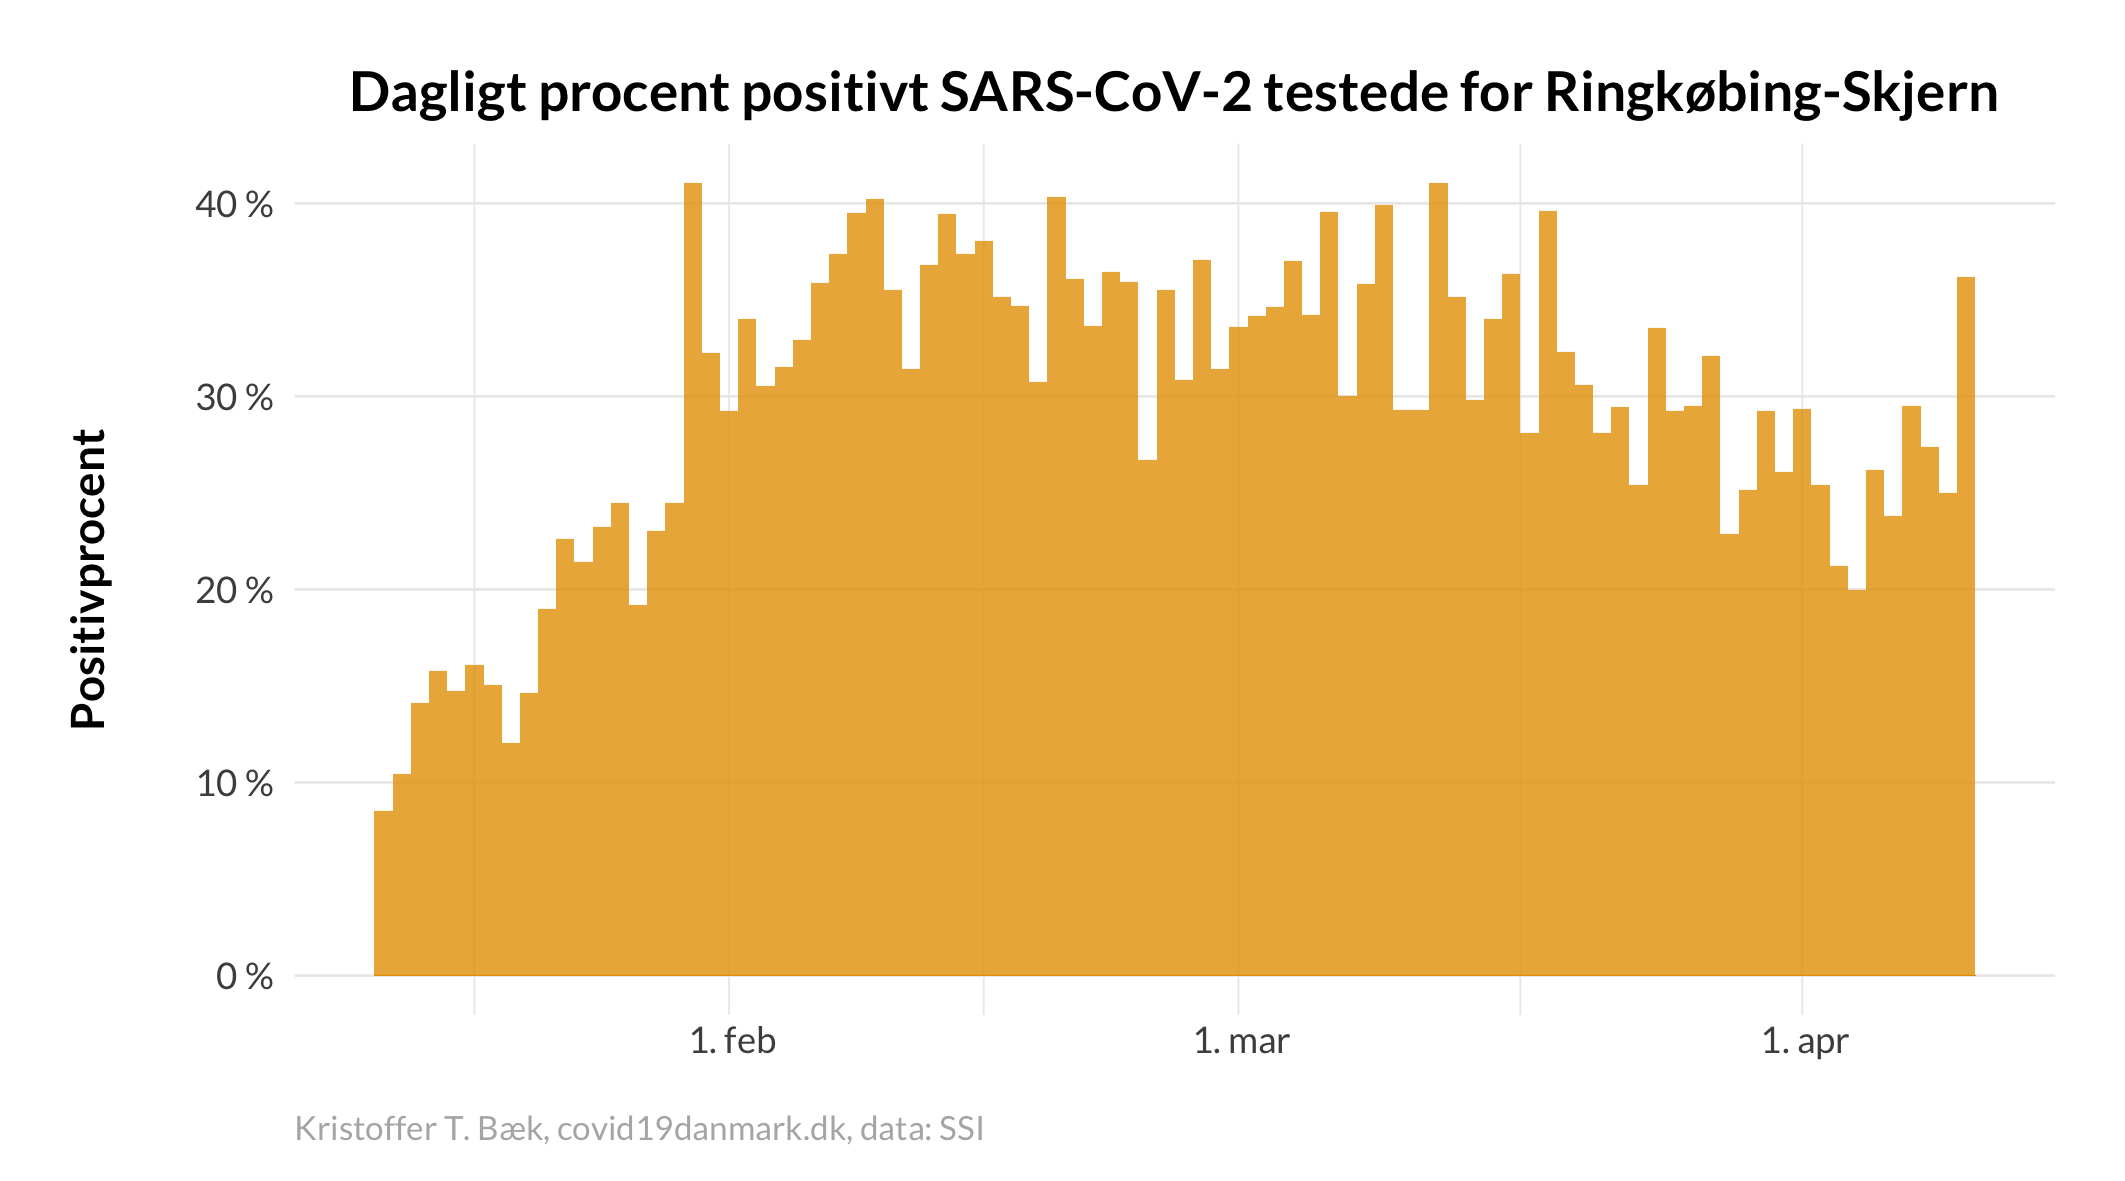 Dagligt procent positivt SARS-CoV-2 testede for Ringkøbing-Skjern
Positivprocent
40 %
30 %
20 %
10 %
0 %
1. feb
1. mar
1. apr
Kristoffer T. Bæk, covid19danmark.dk, data: SSI